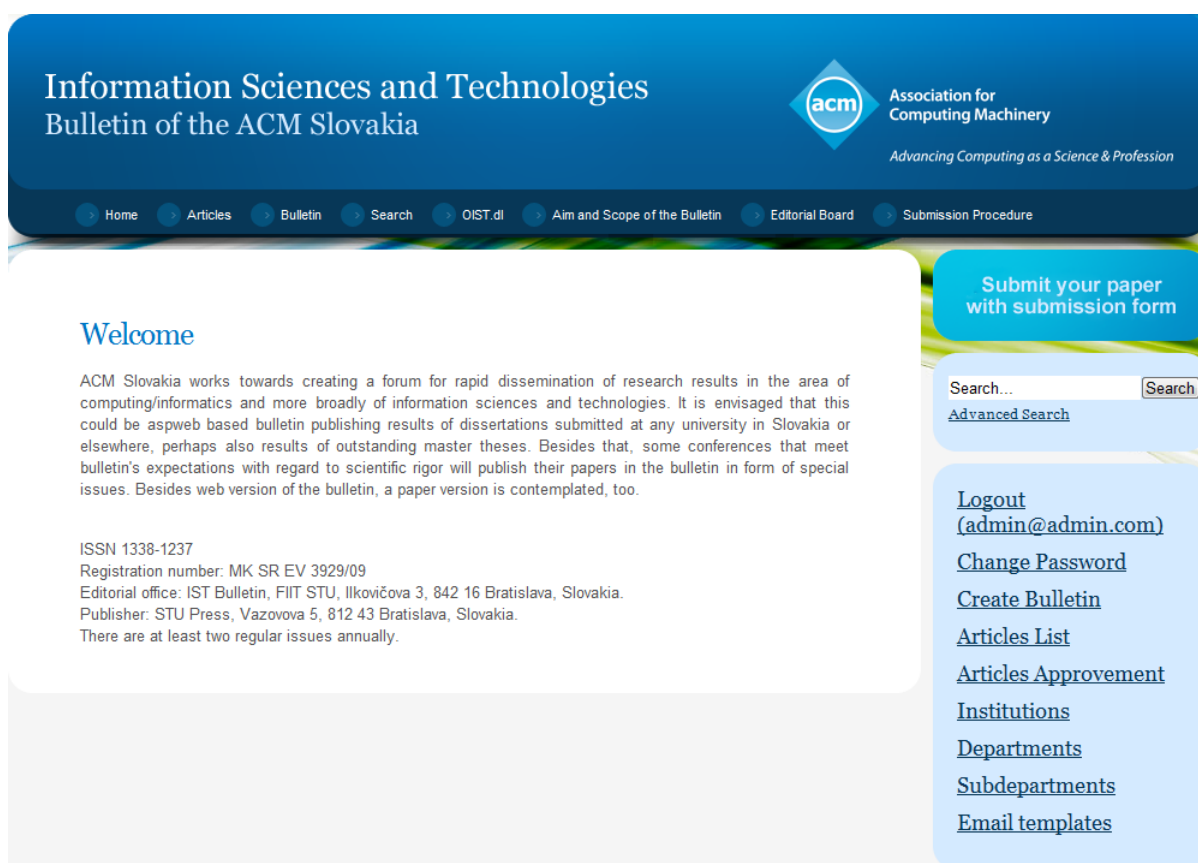 Information Sciences and Technologies
Bulletin of the ACM Slovakia
acm
Association for
Computing Machinery
Advancing Computing as a Science & Profession
Home Articles Bulletin Search OIST.dl Aim and Scope of the Bulletin Editorial Board Submission Procedure
Submit your paper
with submission form
Welcome
ACM Slovakia works towards creating a forum for rapid dissemination of research results in the area of
computing/informatics and more broadly of information sciences and technologies. It is envisaged that this
could be aspweb based bulletin publishing results of dissertations submitted at any university in Slovakia or
elsewhere, perhaps also results of outstanding master theses. Besides that, some conferences that meet
bulletin's expectations with regard to scientific rigor will publish their papers in the bulletin in form of special
issues. Besides web version of the bulletin, a paper version is contemplated, too.
ISSN 1338-1237
Registration number: MK SR EV 3929/09
Editorial office: IST Bulletin, FIIT STU, Ilkovičova 3, 842 16 Bratislava, Slovakia.
Publisher: STU Press, Vazovova 5, 812 43 Bratislava, Slovakia.
There are at least two regular issues annually.
Search... Search
Advanced Search
Logout
(admin@admin.com)
Change Password
Create Bulletin
Articles List
Articles Approvement
Institutions
Departments
Subdepartments
Email templates